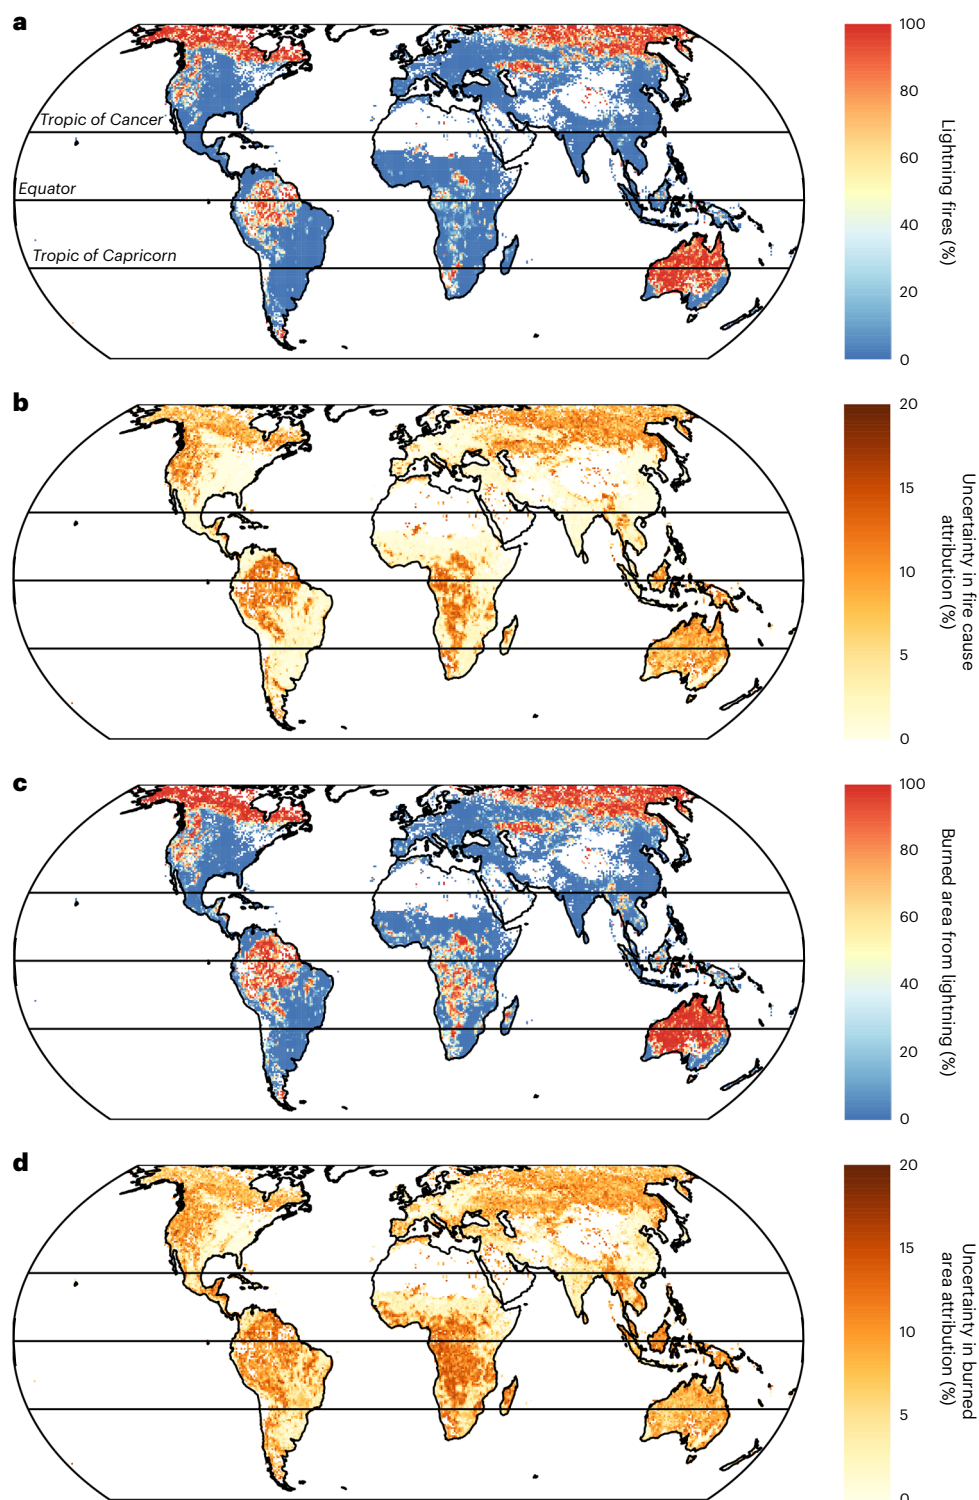 a
Tropic of Cancer
Equator
Tropic of Capricorn
100
80
60
40
20
0
Lightning fires (%)
b
20
15
10
5
0
Uncertainty in fire cause
attribution (%)
c
100
80
60
40
20
0
Burned area from lightning (%)
d
20
15
10
5
0
Uncertainty in burned
area attribution (%)